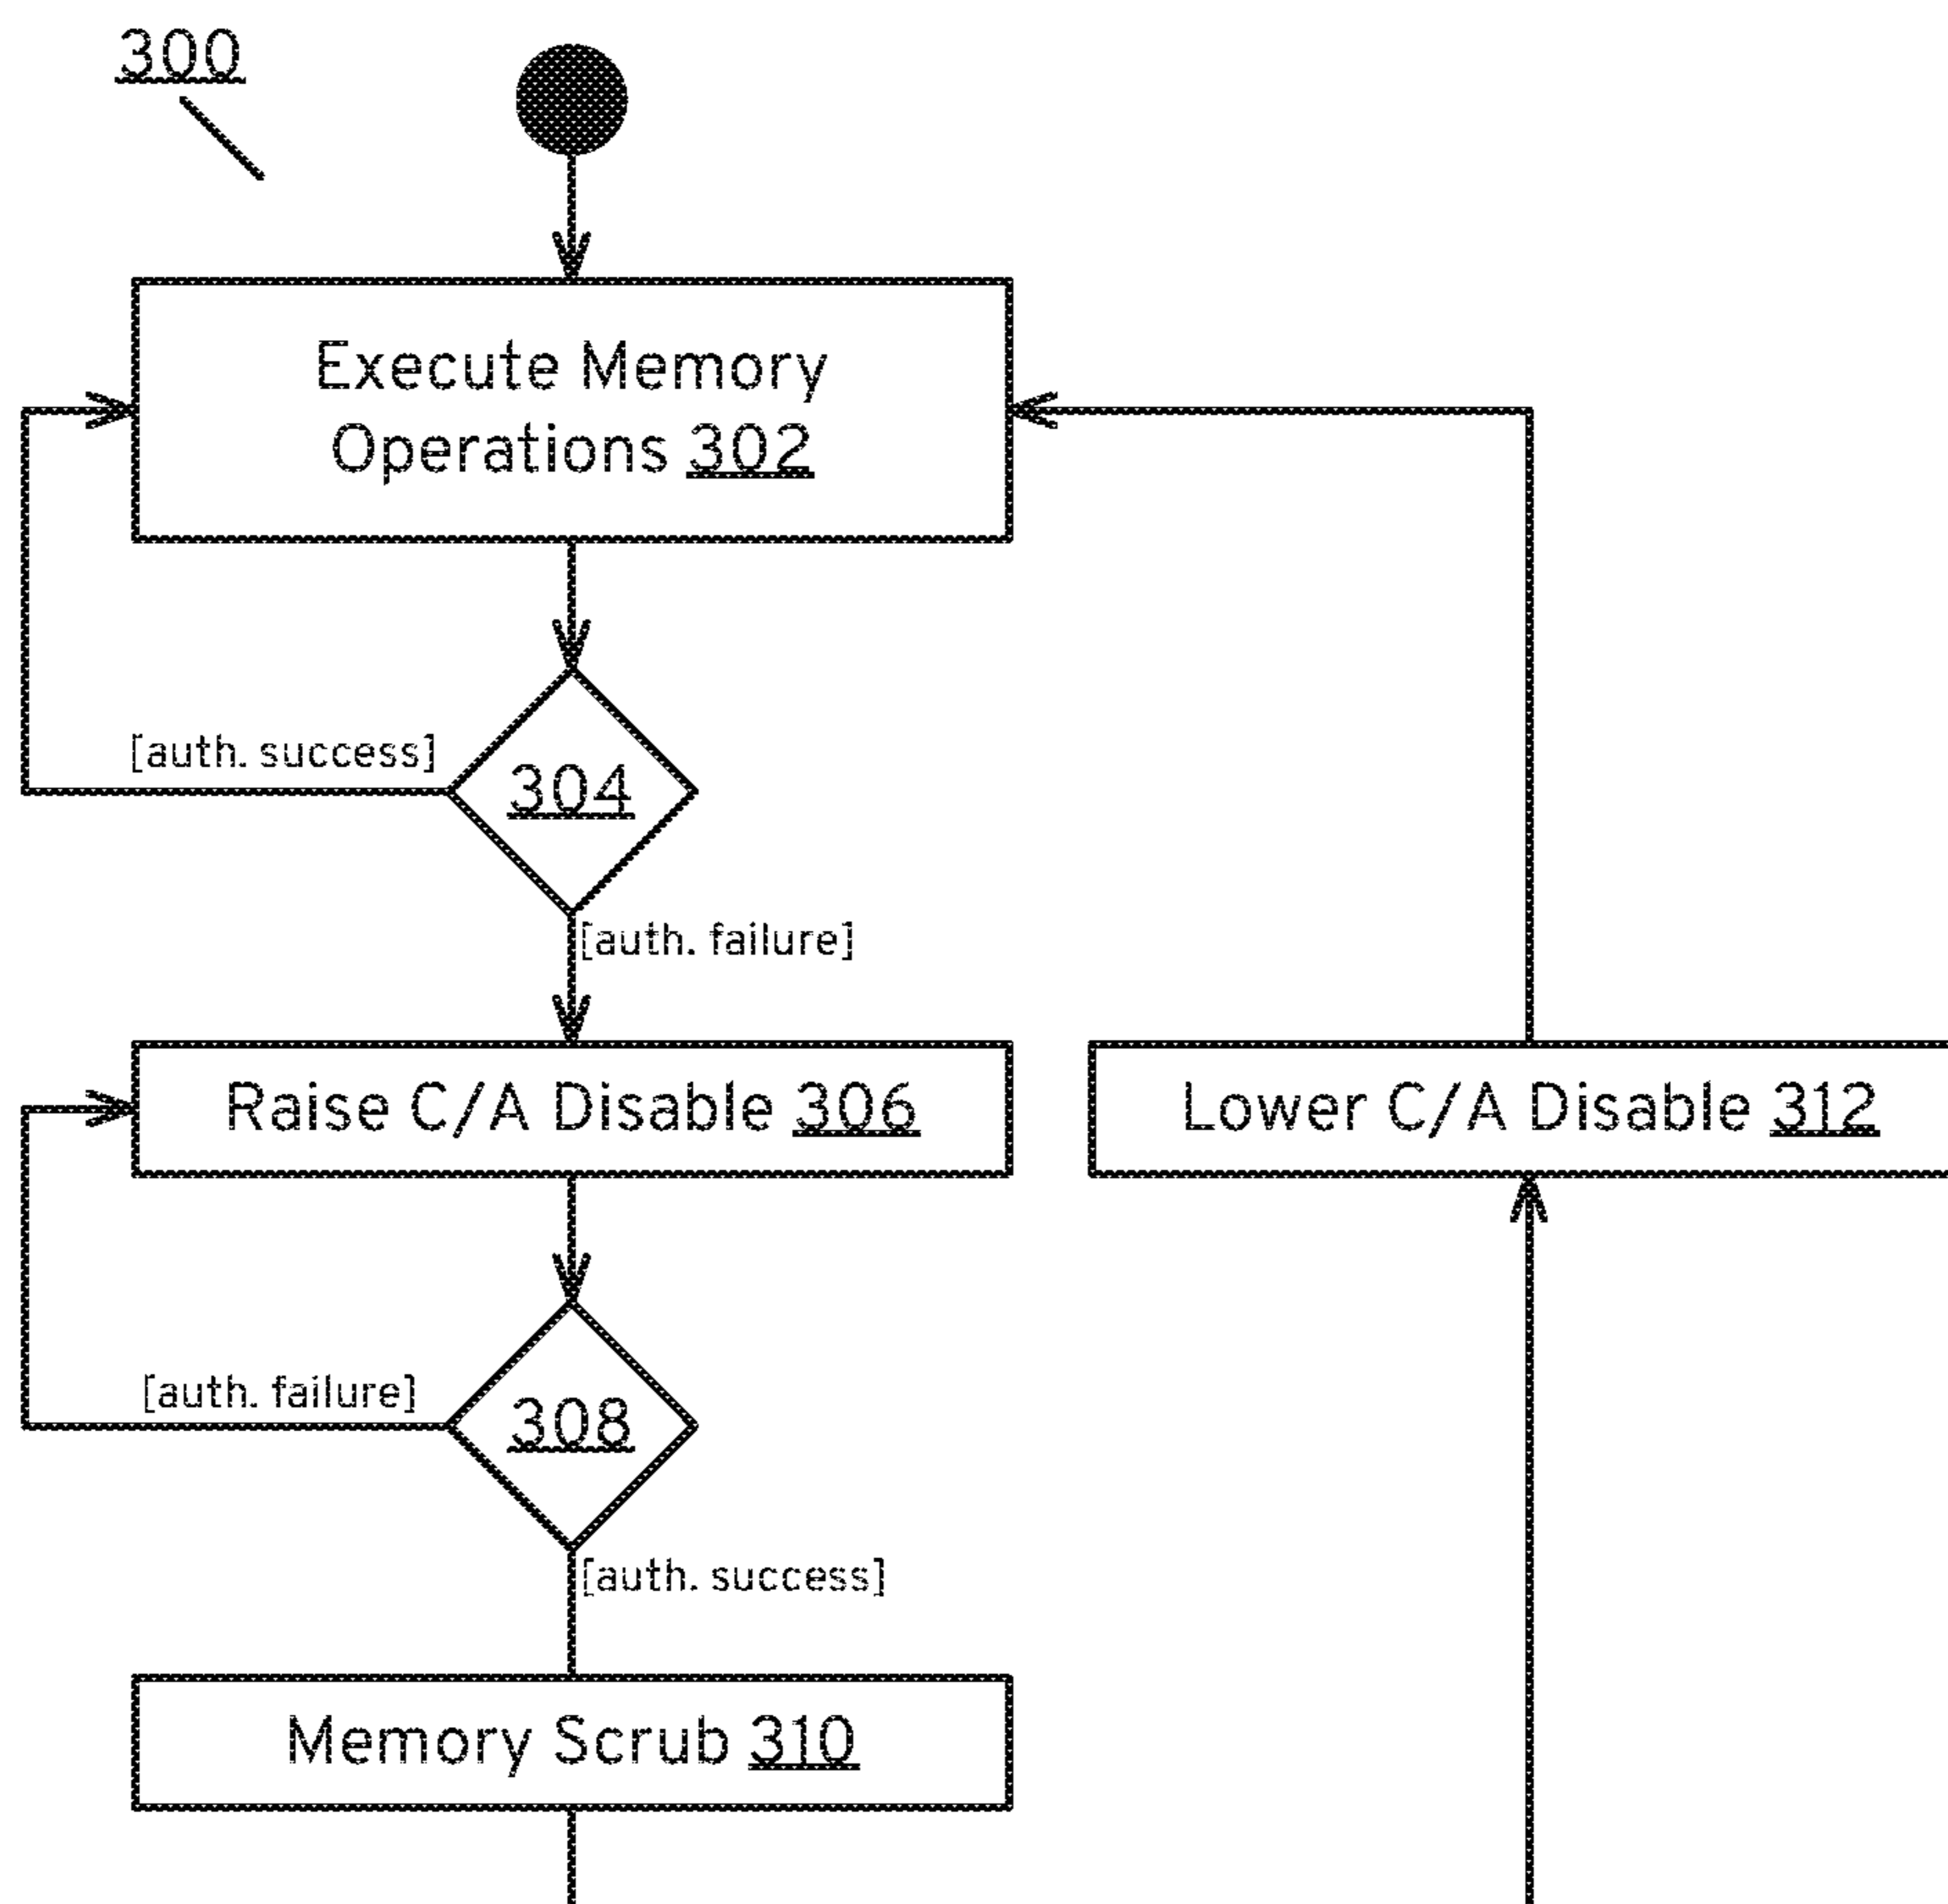 300
Execute Memory
Operations 302
[auth. success]
304
[auth. failure]
Raise C/A Disable 306
Lower C/A Disable 312
[auth. failure]
308
[auth. success]
Memory Scrub 310